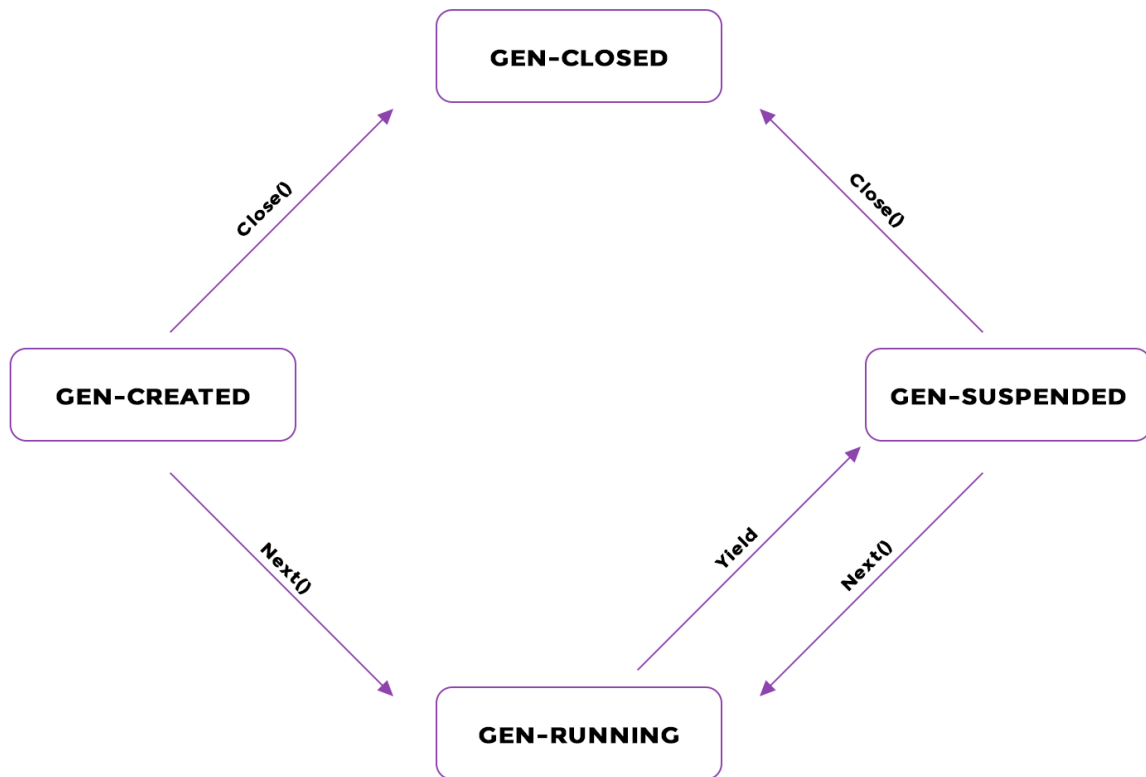 GEN-CLOSED
Close()
Close()
GEN-CREATED
GEN-SUSPENDED
Next()
Yield
Next()
GEN-RUNNING